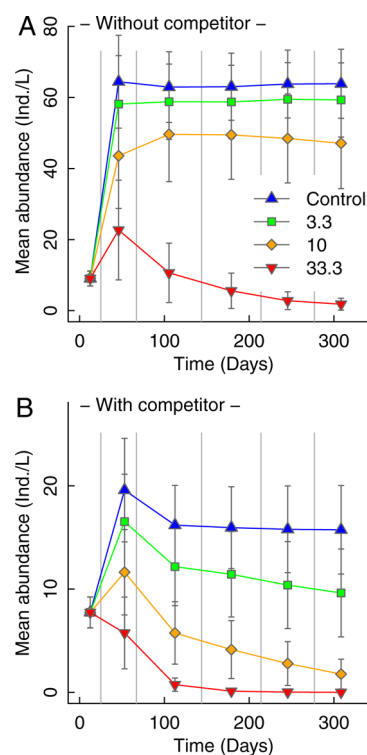 A
– Without competitor –
80
60
40
20
0
Mean abundance (Ind./L)
Control
3.3
10
33.3
0 100 200 300
Time (Days)
B
– With competitor –
20
10
0
Mean abundance (Ind./L)
0 100 200 300
Time (Days)